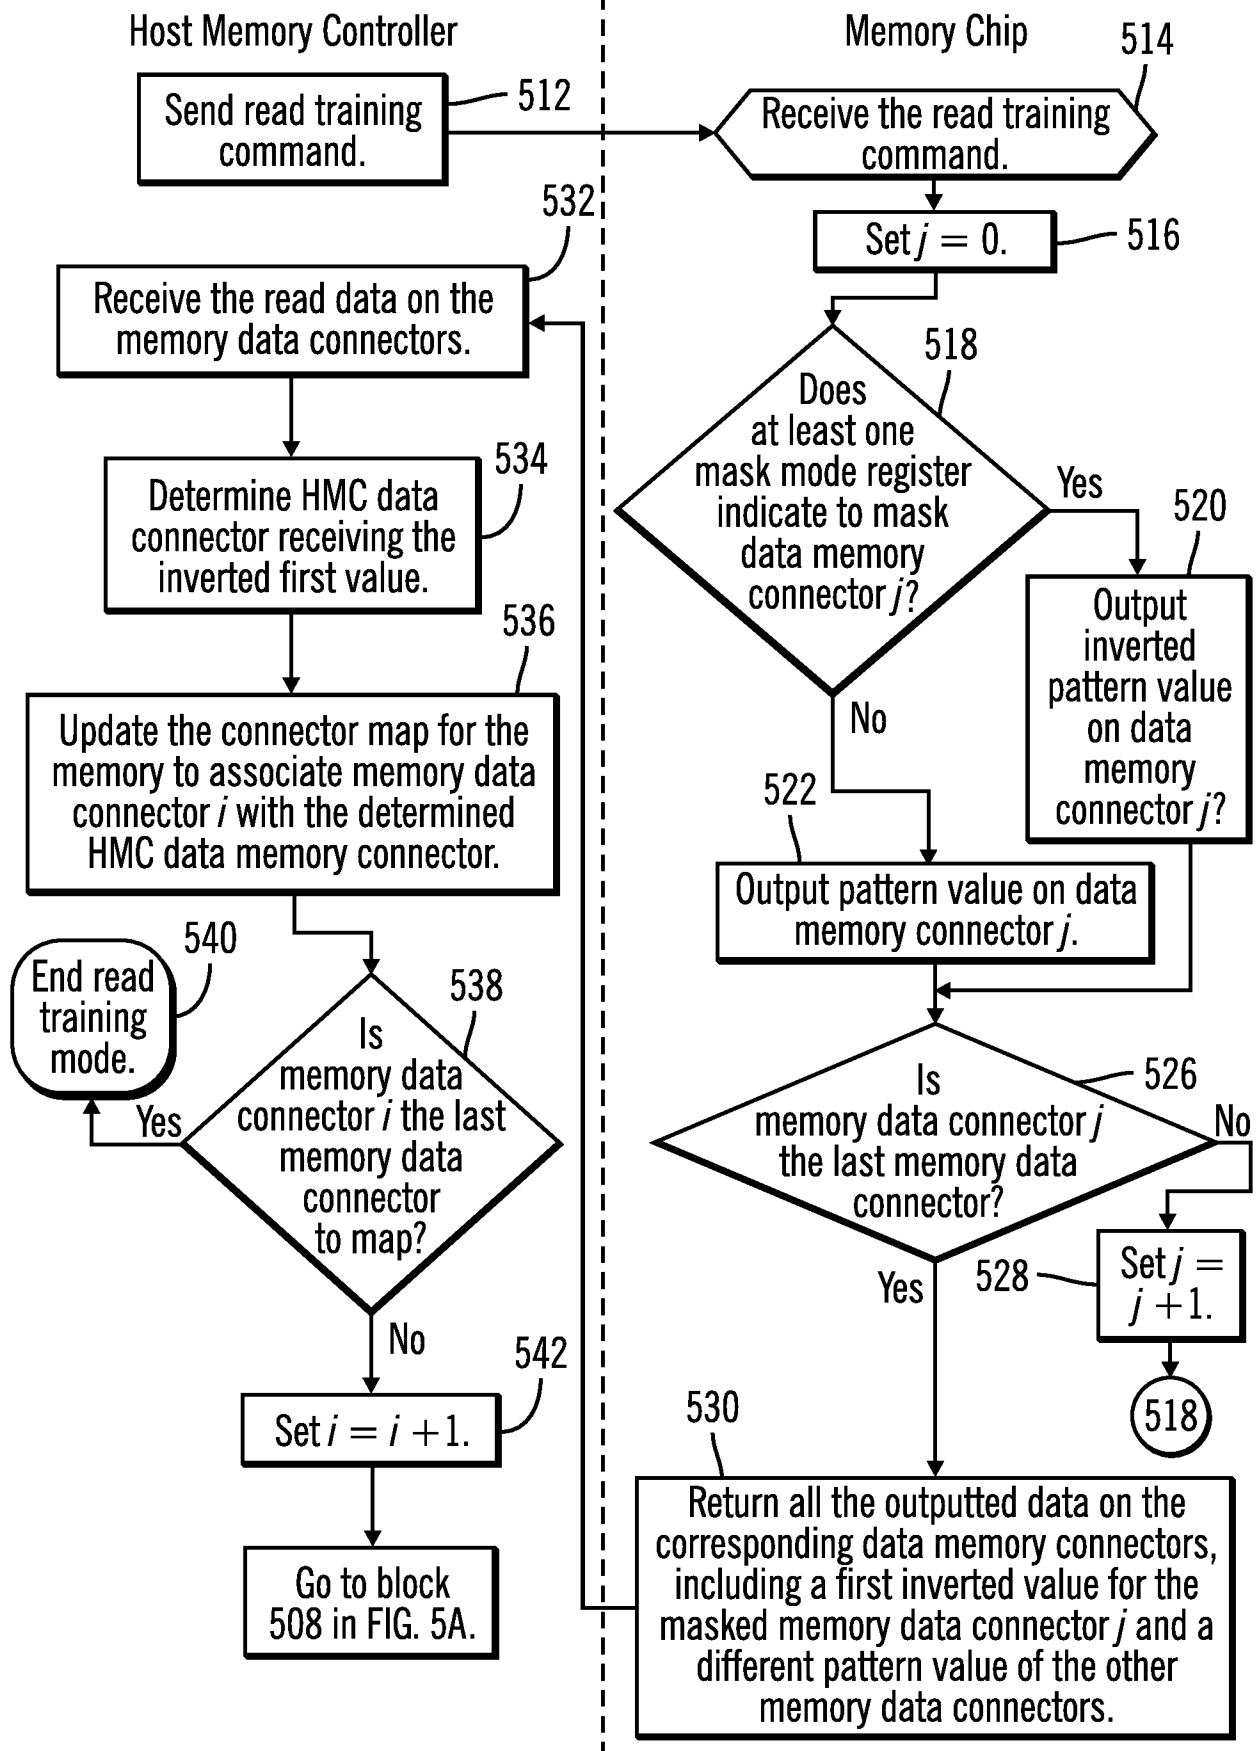 Host Memory Controller
Memory Chip
514
Send read training
command.
512
Receive the read training
command.
Set j = 0.
516
532
Receive the read data on the
memory data connectors.
518
Does
at least one
mask mode register
indicate to mask
data memory
connector j?
Yes
No
520
Output
inverted
pattern value
on data
memory
connector j?
534
Determine HMC data
connector receiving the
inverted first value.
536
Update the connector map for the
memory to associate memory data
connector i with the determined
HMC data memory connector.
522
Output pattern value on data
memory connector j.
540
End read
training
mode.
538
Is
memory data
connector i the last
memory data
connector
to map?
Yes
No
526
Is
memory data connector j
the last memory data
connector?
No
Yes
528
Set j =
j +1.
518
542
Set i = i +1.
Go to block
508 in FIG. 5A.
530
Return all the outputted data on the
corresponding data memory connectors,
including a first inverted value for the
masked memory data connector j and a
different pattern value of the other
memory data connectors.